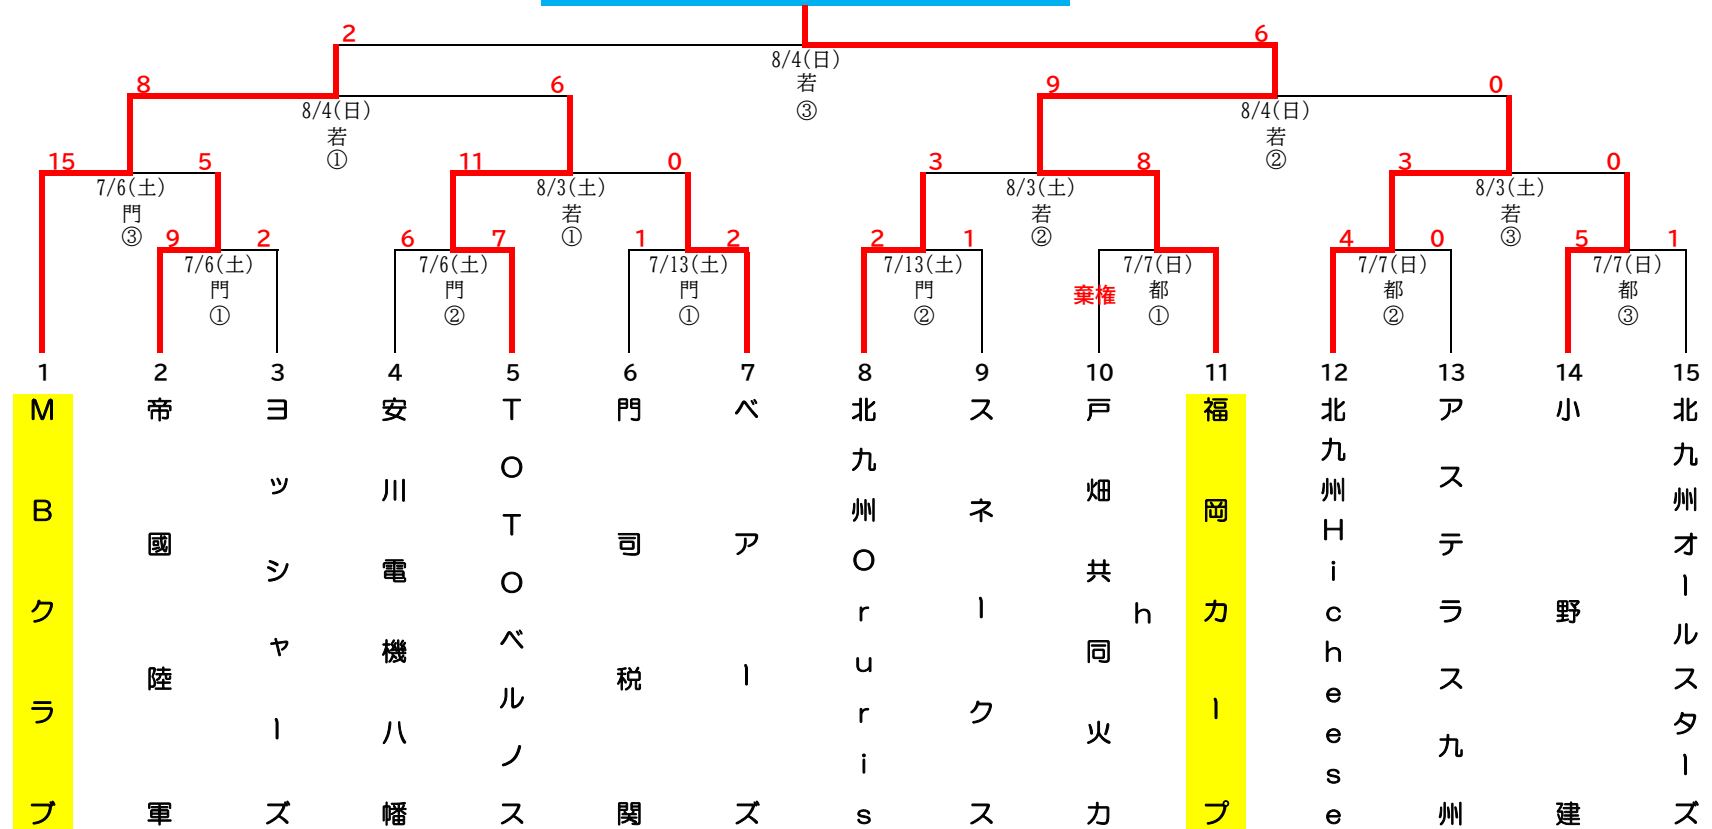 2 6
8/4(日)
若
③
8 6 9 0
8/4(日) 8/4(日)
若 若
① ②
15 5 11 0 3 8 3 0
7/6(土) 8/3(土) 8/3(土) 8/3(土)
門 若 若 若
③ ① ② ③
9 2 6 7 1 2 2 1 4 0 5 1
7/6(土) 7/6(土) 7/13(土) 7/13(土) 7/7(日) 7/7(日) 7/7(日)
門 門 門 門 都 都 都
① ② ① ② ① ② ③
棄権
1 2 3 4 5 6 7 8 9 10 11 12 13 14 15
MBクラブ
帝國陸軍
ヨッシャーズ
安川電機八幡
TOTOベルノス
門司税関
ベアーズ
北九州Oruris
スネークス
戸畑共同火力
h
福岡カープ
北九州Hicheese
アステラス九州
小野建
北九州オールスターズ